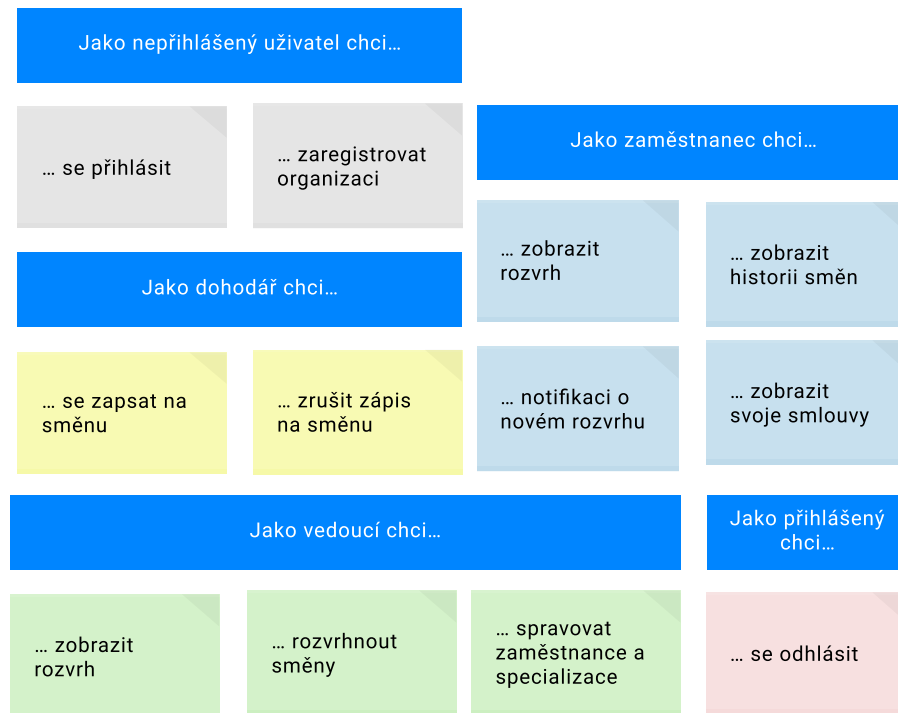 Jako nepřihlášený uživatel chci…
… se přihlásit
… zaregistrovat
organizaci
Jako zaměstnanec chci…
… zobrazit
rozvrh
… zobrazit
historii směn
… notifikaci o
novém rozvrhu
… zobrazit
svoje smlouvy
Jako dohodář chci…
… se zapsat na
směnu
… zrušit zápis
na směnu
Jako vedoucí chci…
… zobrazit
rozvrh
… rozvrhnout
směny
… spravovat
zaměstnance a
specializace
Jako přihlášený
chci…
… se odhlásit